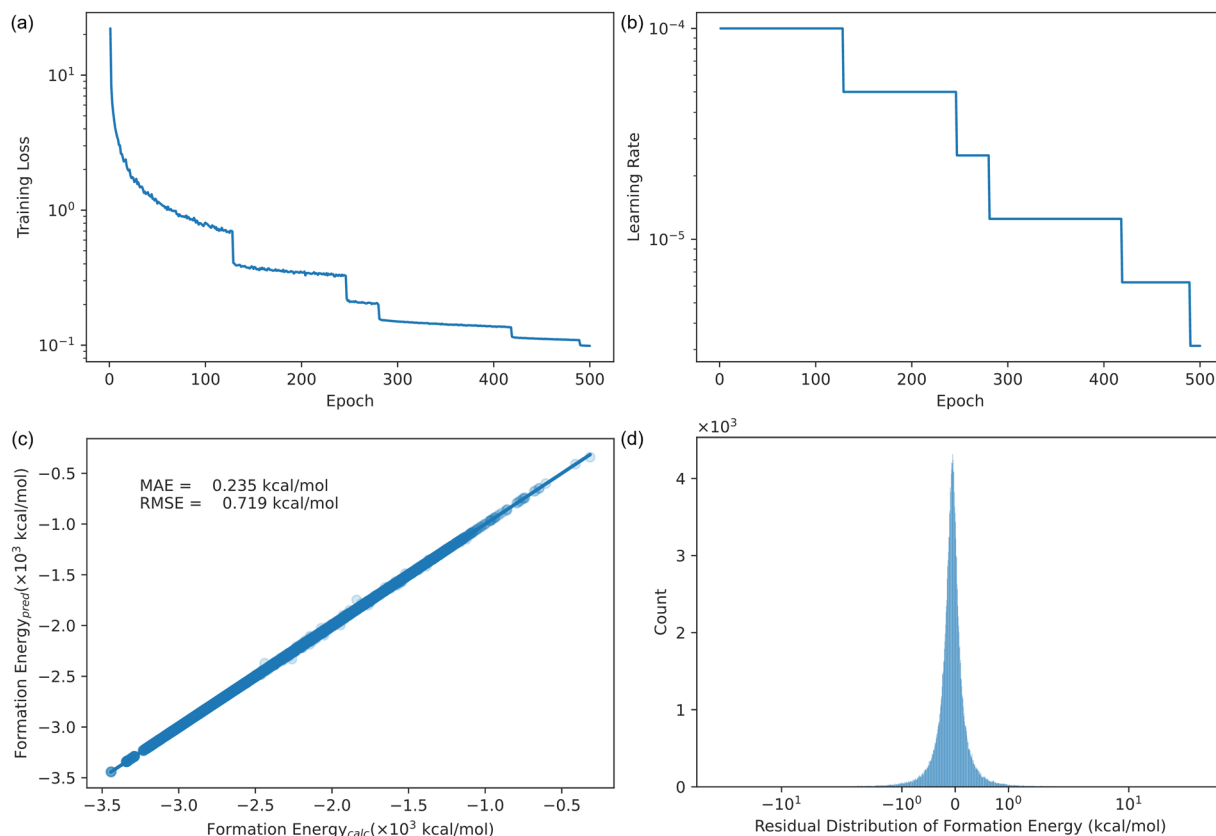 (a)
10^1
10^0
10^−1
Training Loss
0 100 200 300 400 500
Epoch
(b)
10^−4
10^−5
Learning Rate
0 100 200 300 400 500
Epoch
(c)
−0.5
−1.0
−1.5
−2.0
−2.5
−3.0
−3.5
Formation Energy_pred(×10^3 kcal/mol)
MAE = 0.235 kcal/mol
RMSE = 0.719 kcal/mol
−3.5 −3.0 −2.5 −2.0 −1.5 −1.0 −0.5
Formation Energy_calc(×10^3 kcal/mol)
(d)
×10^3
4
3
2
1
0
Count
−10^1 −10^0 0 10^0 10^1
Residual Distribution of Formation Energy (kcal/mol)